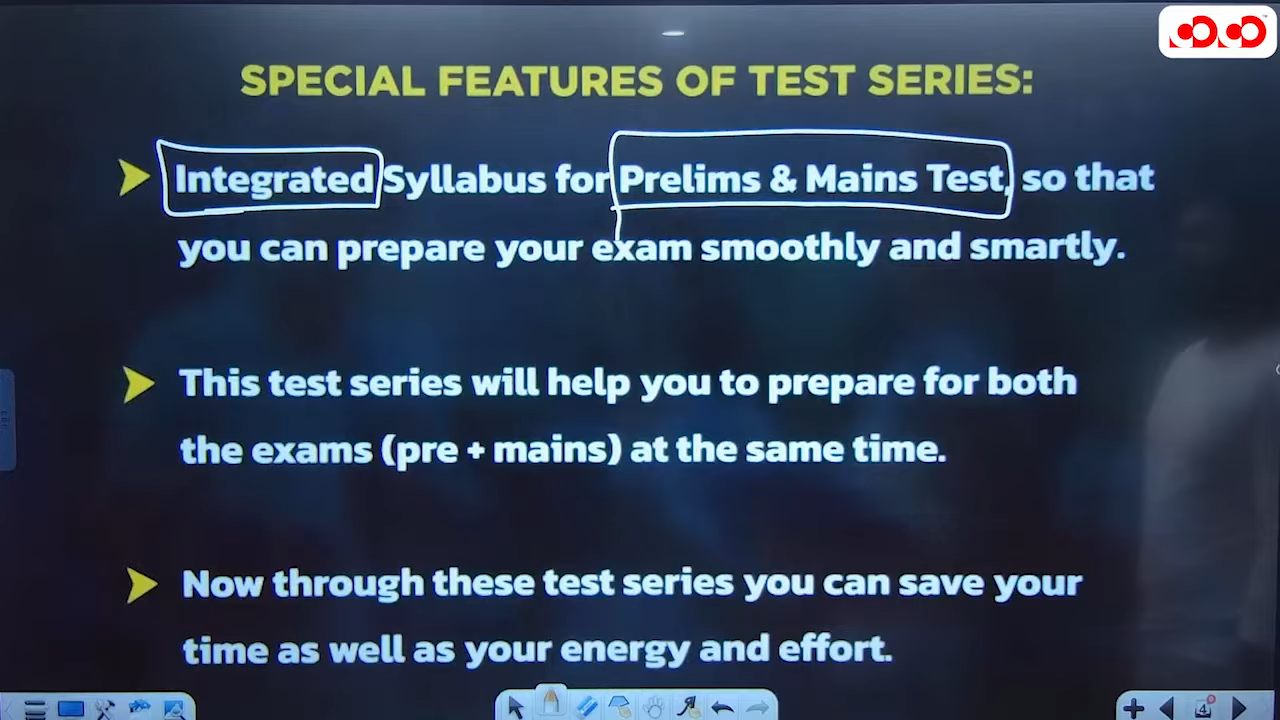 SPECIAL FEATURES OF TEST SERIES:
Integrated Syllabus for Prelims & Mains Test, so that
you can prepare your exam smoothly and smartly.
This test series will help you to prepare for both
the exams (pre + mains) at the same time.
Now through these test series you can save your
time as well as your energy and effort.
4